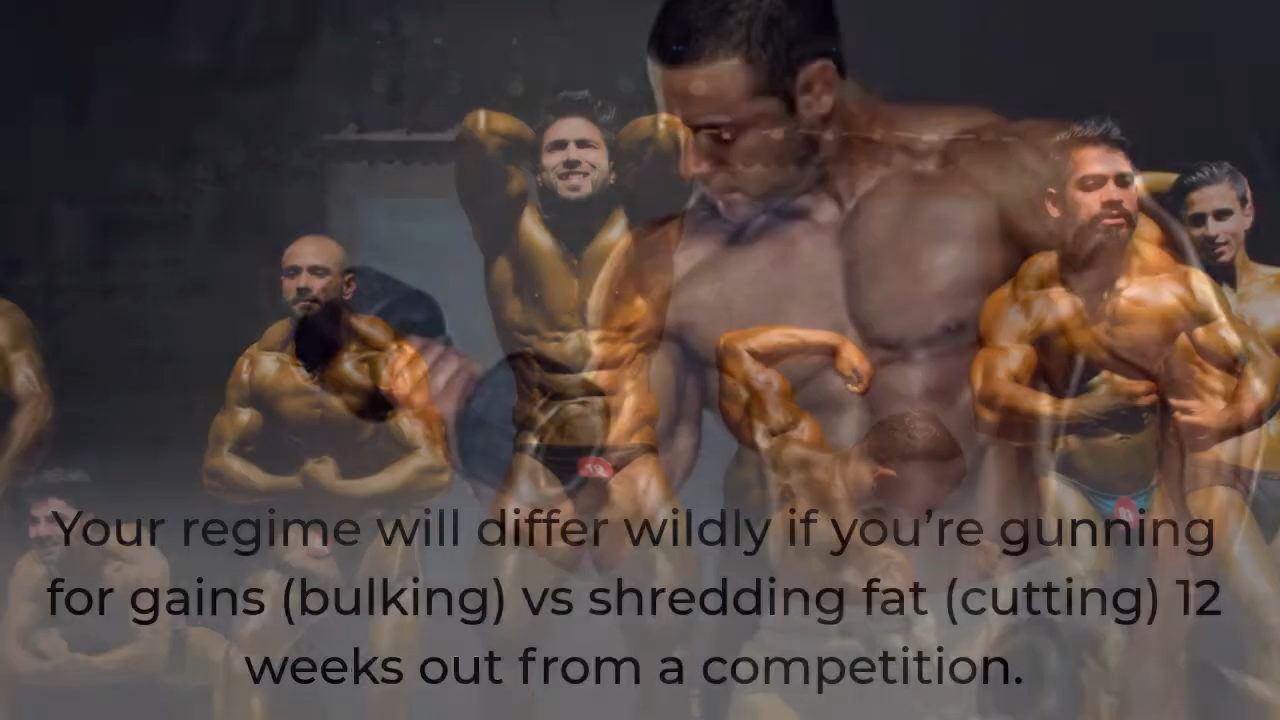 Your regime will differ wildly if you’re gunning
for gains (bulking) vs shredding fat (cutting) 12
weeks out from a competition.